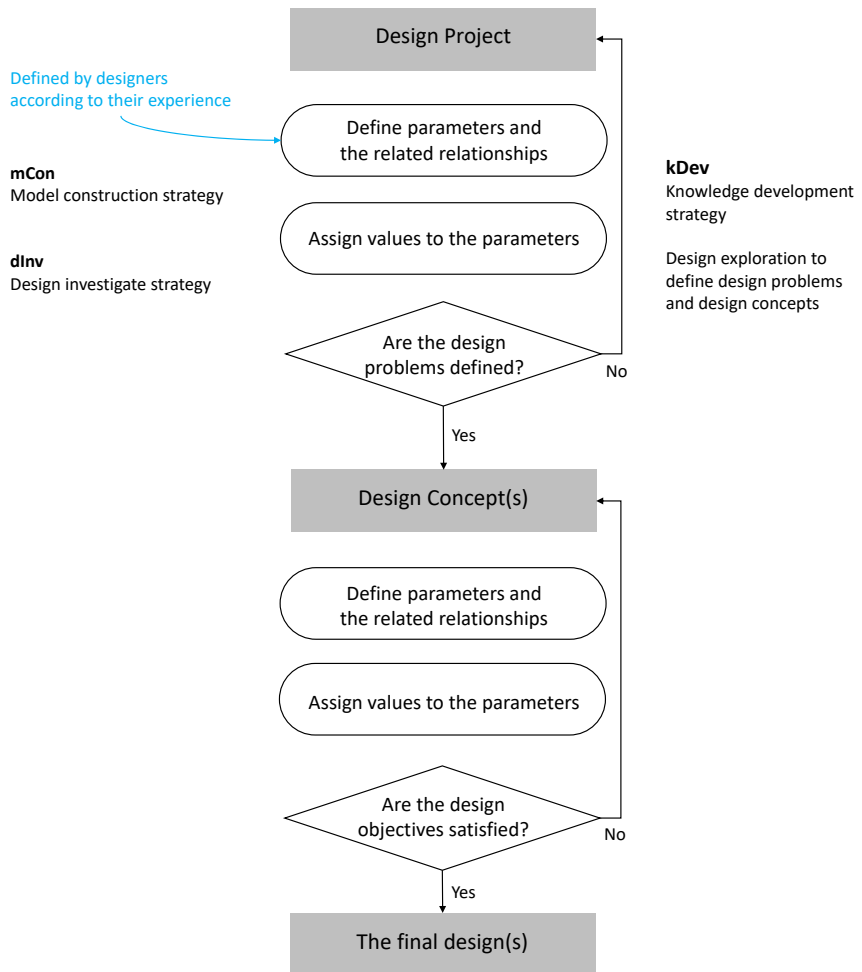 Design Project
Defined by designers
according to their experience
Define parameters and
the related relationships
mCon
Model construction strategy
kDev
Knowledge development
strategy
Assign values to the parameters
dInv
Design investigate strategy
Design exploration to
define design problems
and design concepts
Are the design
problems defined?
No
Yes
Design Concept(s)
Define parameters and
the related relationships
Assign values to the parameters
Are the design
objectives satisfied?
No
Yes
The final design(s)